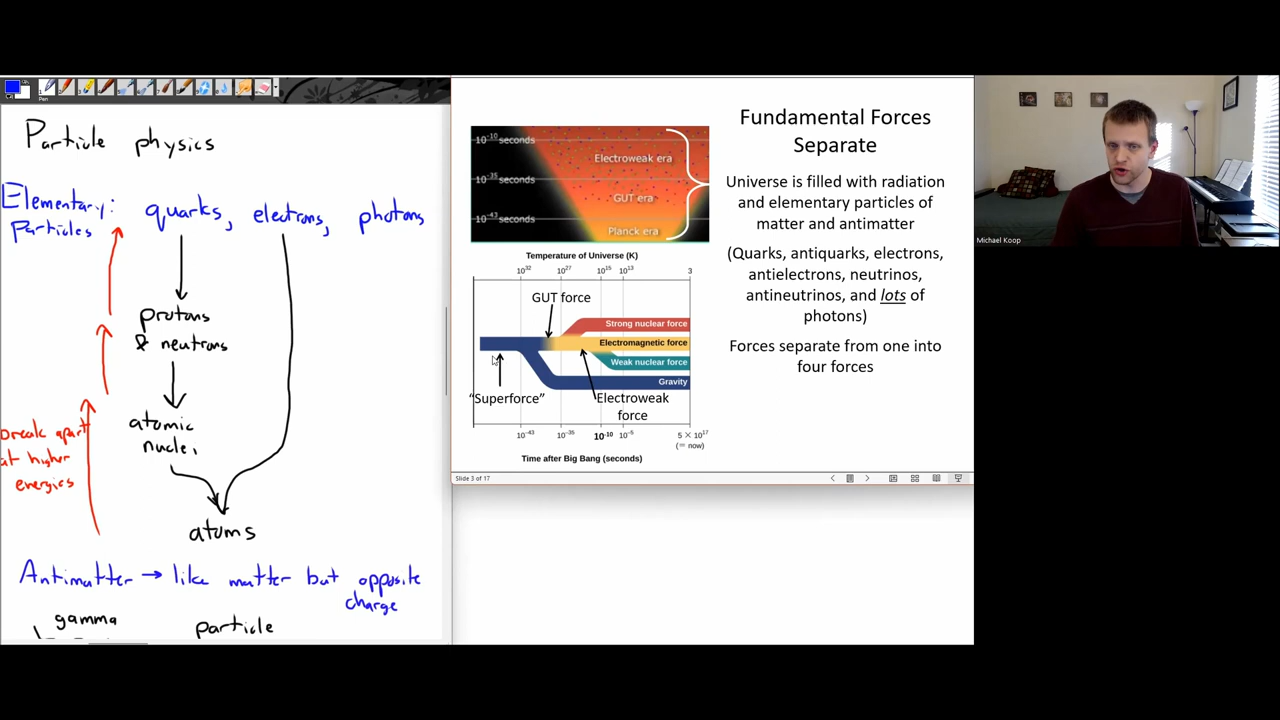 Pen
Particle physics
Elementary: quarks, electrons, photons
Particles
protons
& neutrons
atomic
nuclei
break apart
at higher
energies
atoms
Antimatter → like matter but opposite
charge
gamma
particle
10⁻¹⁰ seconds
Electroweak era
10⁻³⁵ seconds
GUT era
10⁻⁴³ seconds
Planck era
Temperature of Universe (K)
10³² 10²⁷ 10¹⁵ 10¹³ 3
GUT force
Strong nuclear force
Electromagnetic force
Weak nuclear force
Gravity
"Superforce"
Electroweak
force
10⁻⁴³ 10⁻³⁵ 10⁻¹⁰ 10⁻⁵ 5 × 10¹⁷
(= now)
Time after Big Bang (seconds)
Fundamental Forces
Separate
Universe is filled with radiation
and elementary particles of
matter and antimatter
(Quarks, antiquarks, electrons,
antielectrons, neutrinos,
antineutrinos, and lots of
photons)
Forces separate from one into
four forces
Slide 3 of 17
Michael Koop